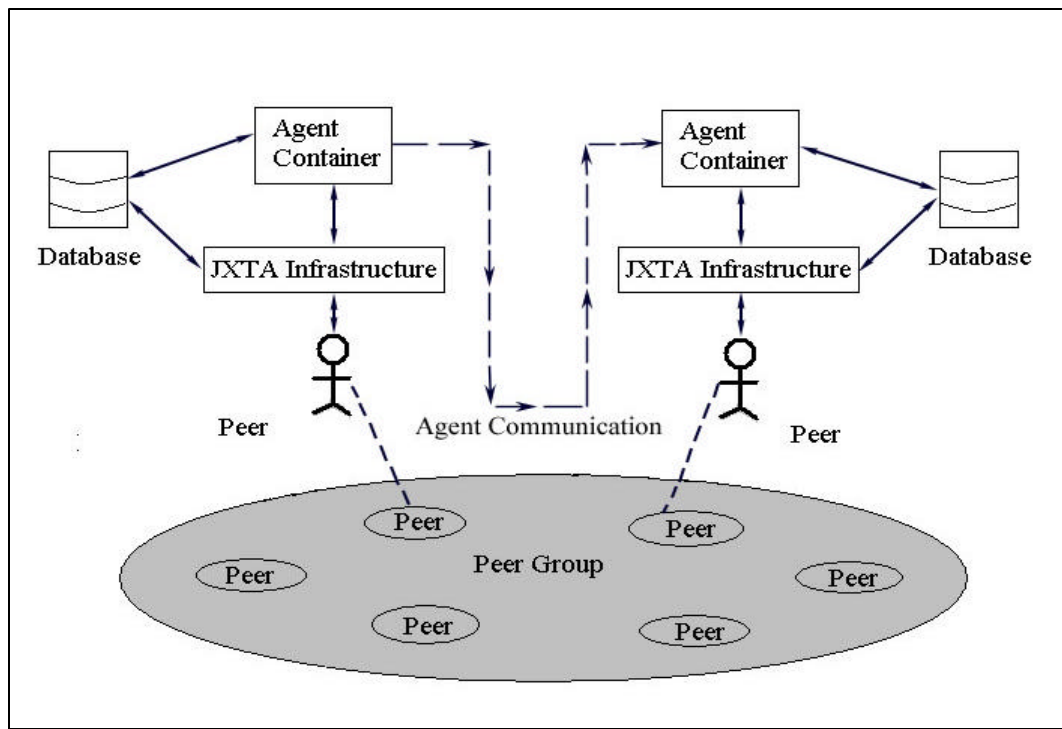 Agent
Container
Agent
Container
Database
JXTA Infrastructure
JXTA Infrastructure
Database
Peer
Agent Communication
Peer
Peer
Peer
Peer Group
Peer
Peer
Peer
Peer